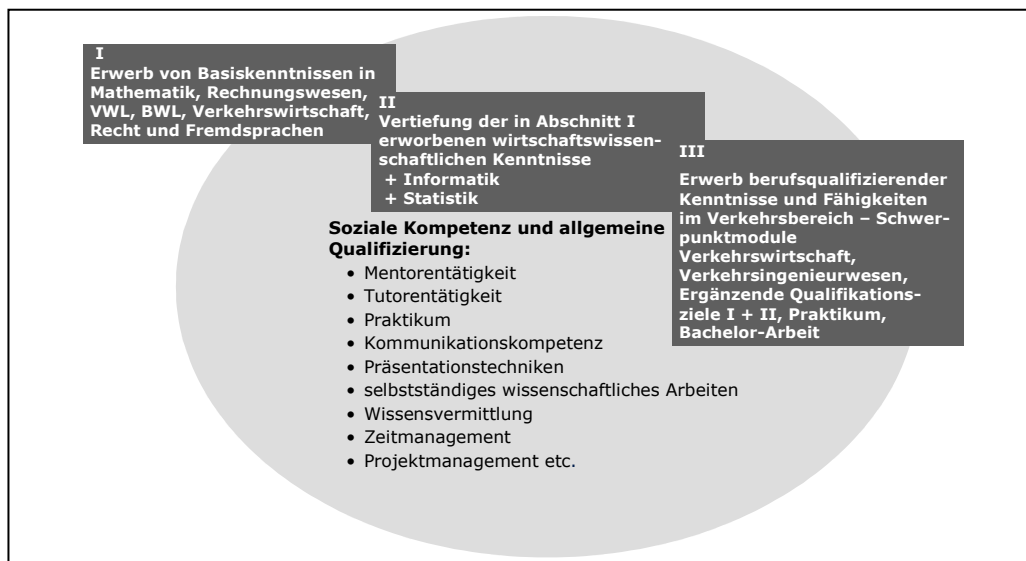 I
Erwerb von Basiskenntnissen in
Mathematik, Rechnungswesen,
VWL, BWL, Verkehrswirtschaft,
Recht und Fremdsprachen
II
Vertiefung der in Abschnitt I
erworbenen wirtschaftswissen-
schaftlichen Kenntnisse
+ Informatik
+ Statistik
III
Erwerb berufsqualifizierender
Kenntnisse und Fähigkeiten
im Verkehrsbereich – Schwer-
punktmodule
Verkehrswirtschaft,
Verkehrsingenieurwesen,
Ergänzende Qualifikations-
ziele I + II, Praktikum,
Bachelor-Arbeit
Soziale Kompetenz und allgemeine
Qualifizierung:
• Mentorentätigkeit
• Tutorentätigkeit
• Praktikum
• Kommunikationskompetenz
• Präsentationstechniken
• selbstständiges wissenschaftliches Arbeiten
• Wissensvermittlung
• Zeitmanagement
• Projektmanagement etc.